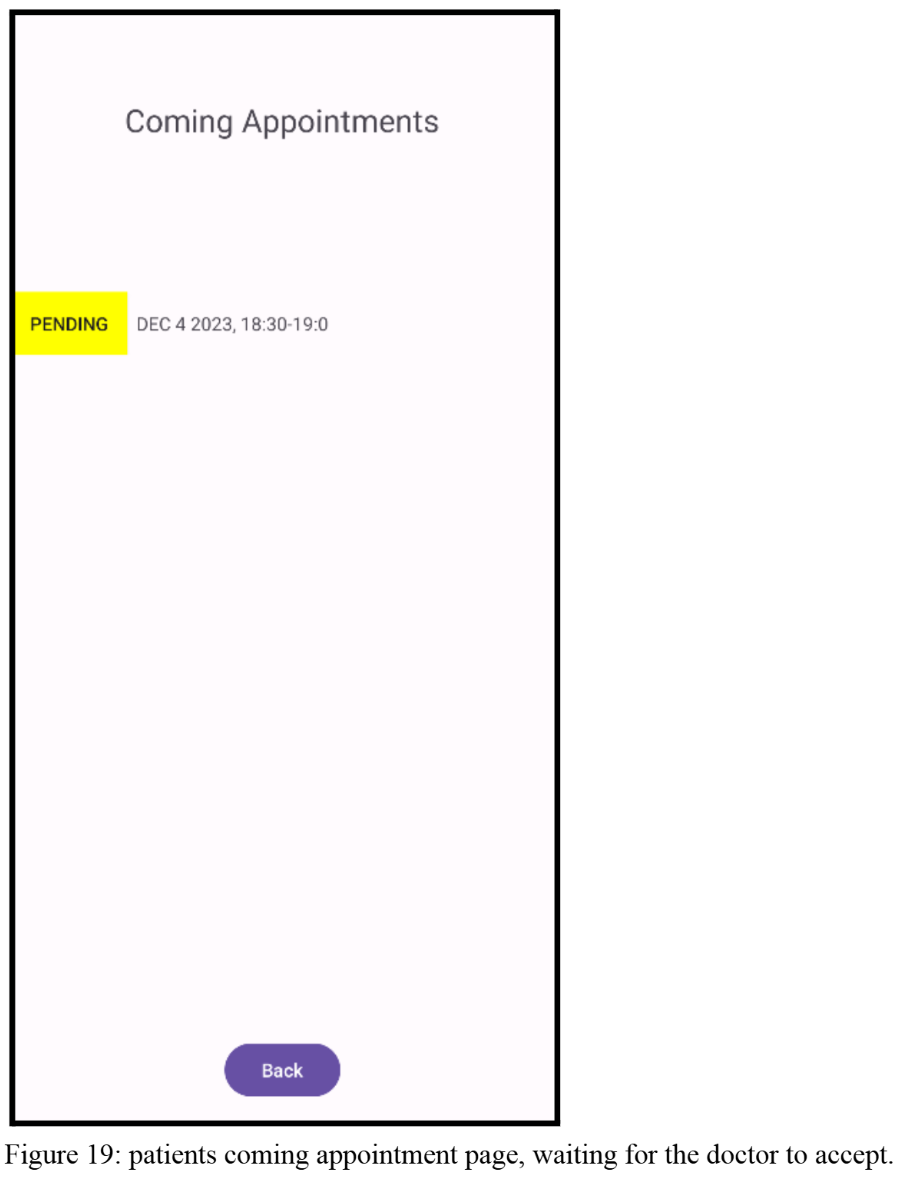 Coming Appointments
PENDING DEC 4 2023, 18:30-19:0
Back
Figure 19: patients coming appointment page, waiting for the doctor to accept.